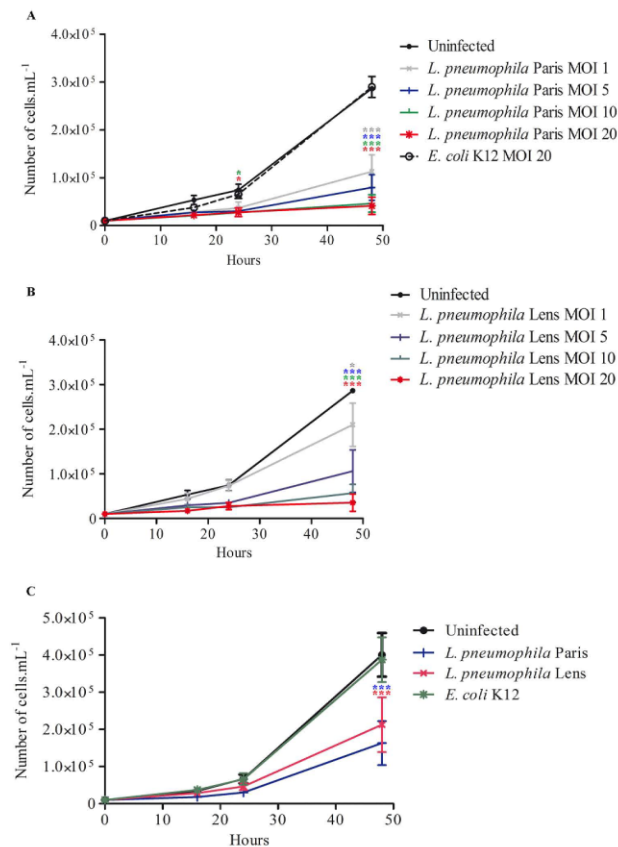 A
Number of cells.mL⁻¹
4.0×10⁵
3.0×10⁵
2.0×10⁵
1.0×10⁵
0
*
*
***
***
***
***
0 10 20 30 40 50
Hours
Uninfected
L. pneumophila Paris MOI 1
L. pneumophila Paris MOI 5
L. pneumophila Paris MOI 10
L. pneumophila Paris MOI 20
E. coli K12 MOI 20
B
Number of cells.mL⁻¹
4.0×10⁵
3.0×10⁵
2.0×10⁵
1.0×10⁵
0
*
***
***
***
0 10 20 30 40 50
Hours
Uninfected
L. pneumophila Lens MOI 1
L. pneumophila Lens MOI 5
L. pneumophila Lens MOI 10
L. pneumophila Lens MOI 20
C
Number of cells.mL⁻¹
5.0×10⁵
4.0×10⁵
3.0×10⁵
2.0×10⁵
1.0×10⁵
0
***
***
0 10 20 30 40 50
Hours
Uninfected
L. pneumophila Paris
L. pneumophila Lens
E. coli K12